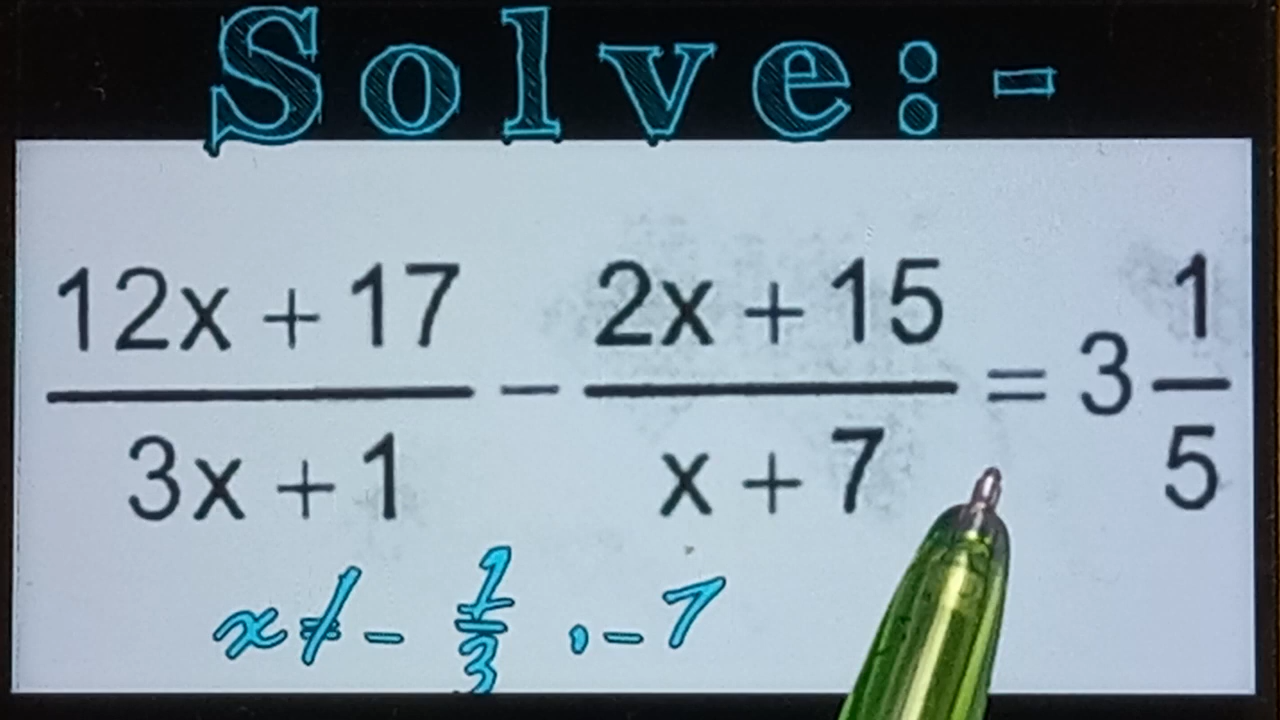 Solve:-
12x + 17
3x + 1
-
2x + 15
x + 7
= 3 1/5
x ≠ - 1/3 , - 7